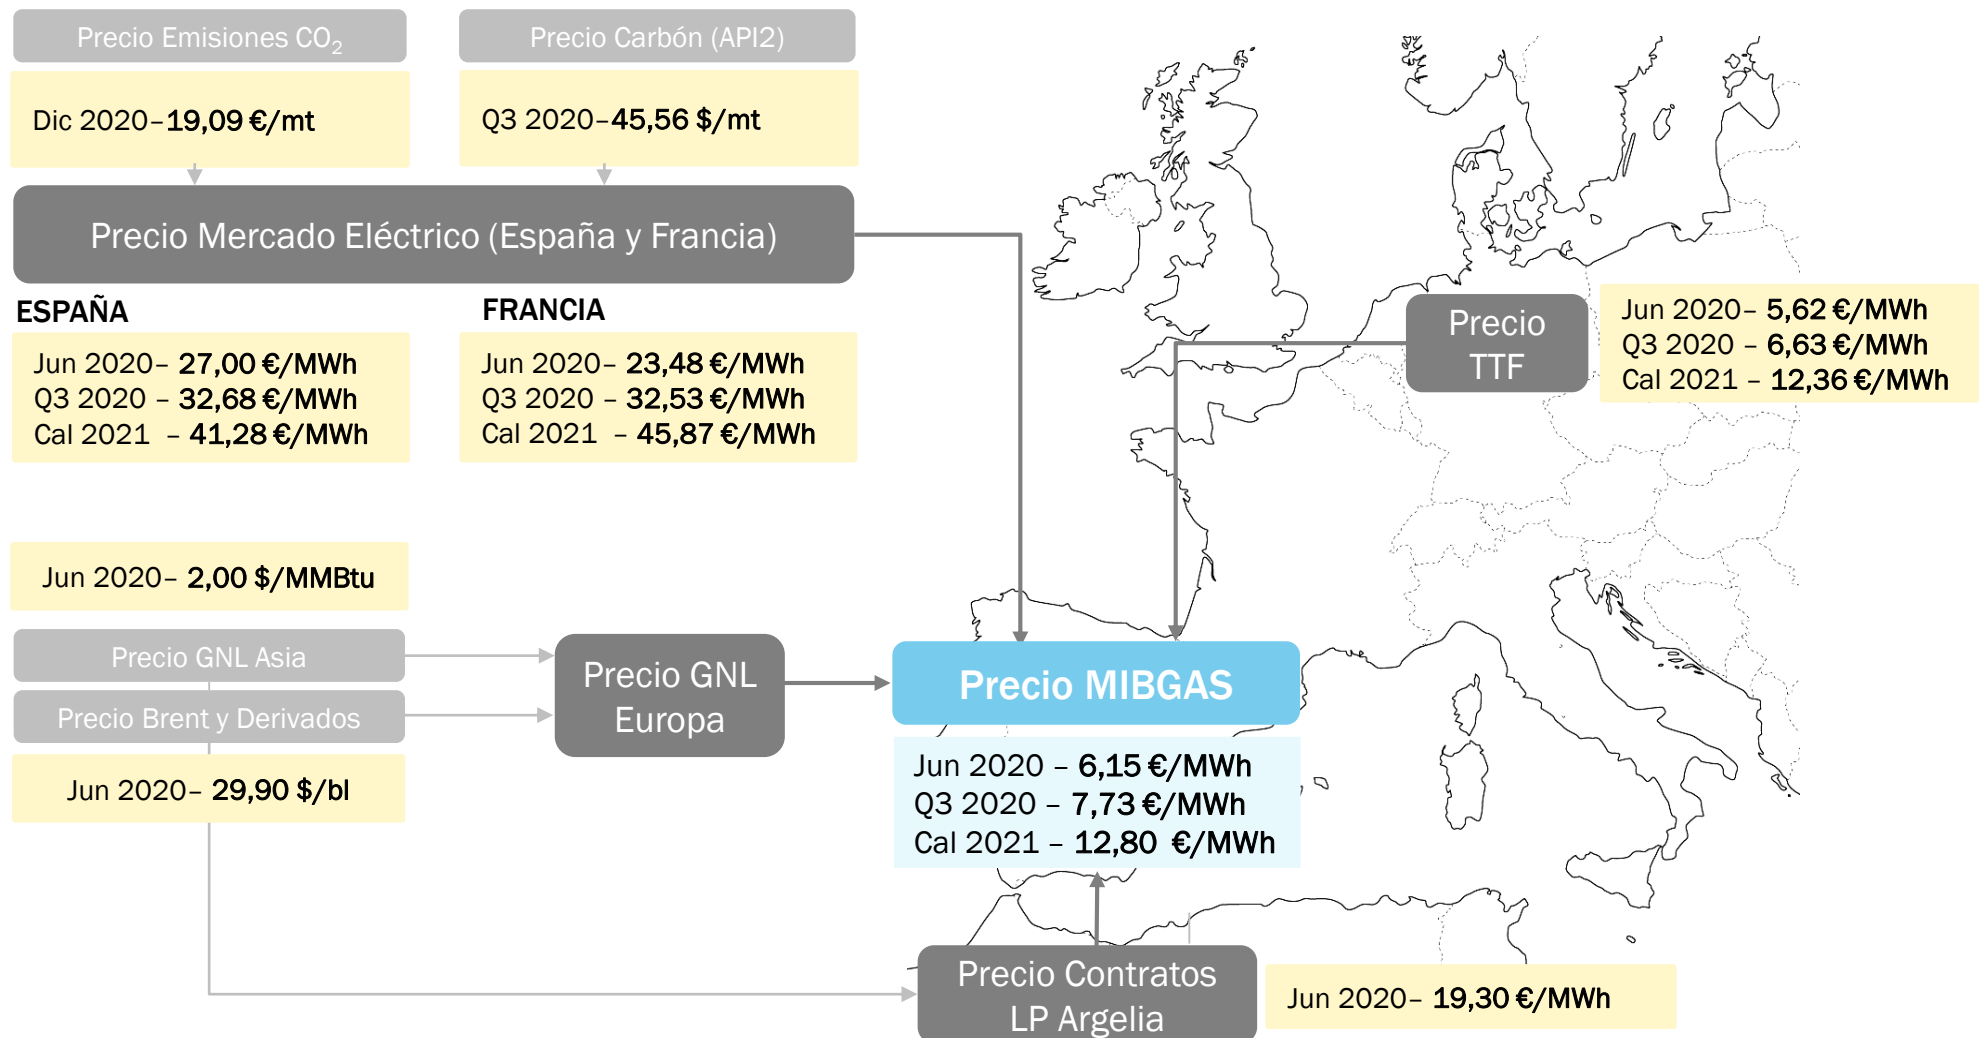 Precio Emisiones CO₂
Precio Carbón (API2)
Dic 2020–19,09 €/mt
Q3 2020–45,56 $/mt
Precio Mercado Eléctrico (España y Francia)
ESPAÑA
Jun 2020– 27,00 €/MWh
Q3 2020 – 32,68 €/MWh
Cal 2021 – 41,28 €/MWh
FRANCIA
Jun 2020– 23,48 €/MWh
Q3 2020 – 32,53 €/MWh
Cal 2021 – 45,87 €/MWh
Precio
TTF
Jun 2020– 5,62 €/MWh
Q3 2020 – 6,63 €/MWh
Cal 2021 – 12,36 €/MWh
Jun 2020– 2,00 $/MMBtu
Precio GNL Asia
Precio Brent y Derivados
Jun 2020– 29,90 $/bl
Precio GNL
Europa
Precio MIBGAS
Jun 2020 – 6,15 €/MWh
Q3 2020 – 7,73 €/MWh
Cal 2021 – 12,80 €/MWh
Precio Contratos
LP Argelia
Jun 2020– 19,30 €/MWh